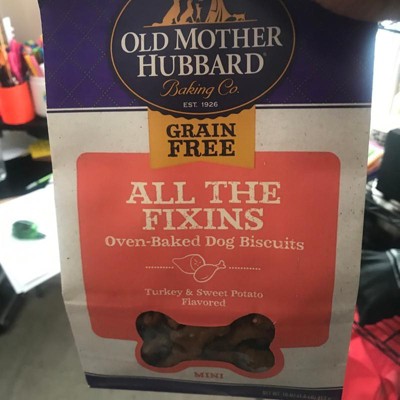 OLD MOTHER
HUBBARD
Baking Co.
EST. 1926
GRAIN
FREE
ALL THE
FIXINS
Oven-Baked Dog Biscuits
Turkey & Sweet Potato
Flavored
MINI